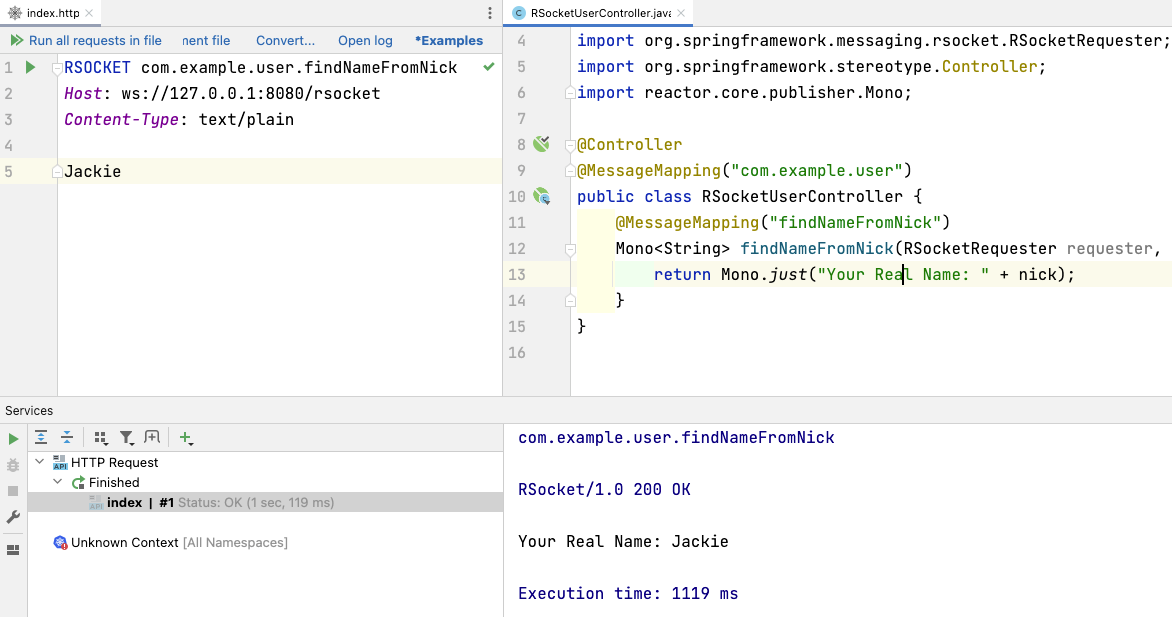 index.http
Run all requests in file nent file Convert... Open log *Examples
1 RSOCKET com.example.user.findNameFromNick
2 Host: ws://127.0.0.1:8080/rsocket
3 Content-Type: text/plain
4
5 Jackie
RSocketUserController.java
4 import org.springframework.messaging.rsocket.RSocketRequester;
5 import org.springframework.stereotype.Controller;
6 import reactor.core.publisher.Mono;
7
8 @Controller
9 @MessageMapping("com.example.user")
10 public class RSocketUserController {
11 @MessageMapping("findNameFromNick")
12 Mono<String> findNameFromNick(RSocketRequester requester,
13 return Mono.just("Your Real Name: " + nick);
14 }
15 }
16
Services
HTTP Request
Finished
API
index | #1 Status: OK (1 sec, 119 ms)
API
Unknown Context [All Namespaces]
com.example.user.findNameFromNick
RSocket/1.0 200 OK
Your Real Name: Jackie
Execution time: 1119 ms